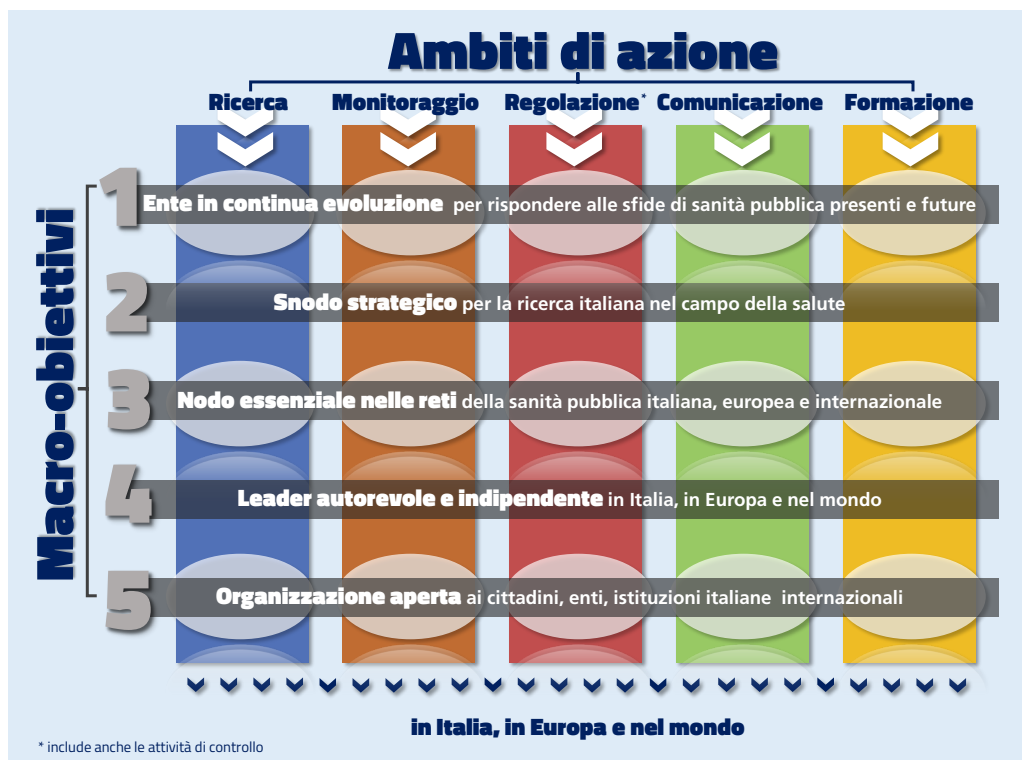 Ambiti di azione
Ricerca Monitoraggio Regolazione* Comunicazione Formazione
Macro-obiettivi
1 Ente in continua evoluzione per rispondere alle sfide di sanità pubblica presenti e future
2 Snodo strategico per la ricerca italiana nel campo della salute
3 Nodo essenziale nelle reti della sanità pubblica italiana, europea e internazionale
4 Leader autorevole e indipendente in Italia, in Europa e nel mondo
5 Organizzazione aperta ai cittadini, enti, istituzioni italiane internazionali
in Italia, in Europa e nel mondo
* include anche le attività di controllo